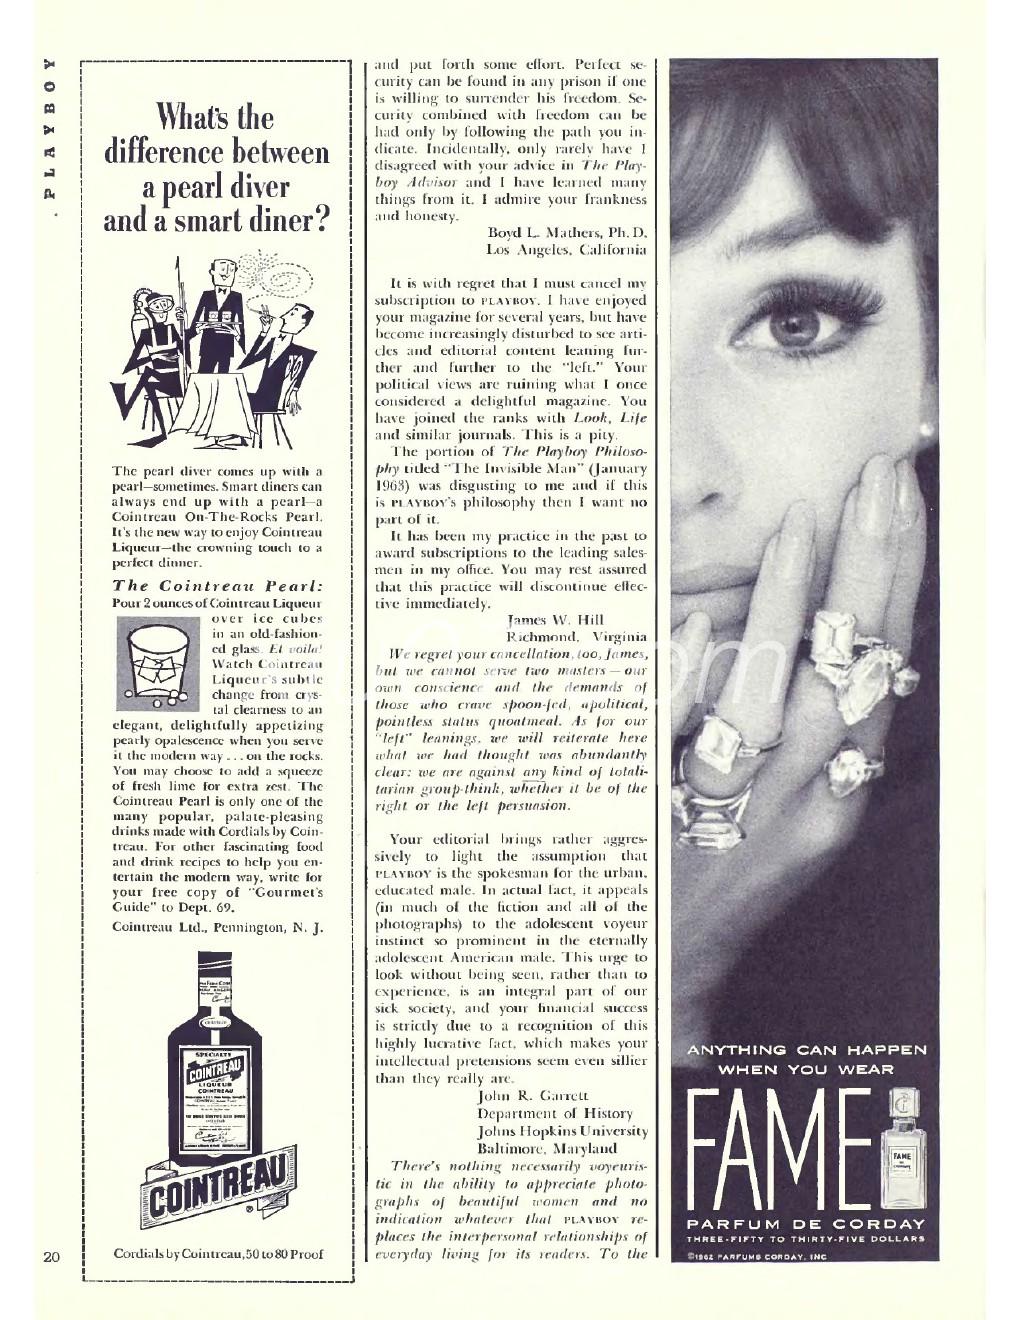 PLAYBOY
What's the
difference between
a pearl diver
and a smart diner?
The pearl diver comes up with a
pearl—sometimes. Smart diners can
always end up with a pearl—a
Cointreau On-The-Rocks Pearl.
It's the new way to enjoy Cointreau
Liqueur—the crowning touch to a
perfect dinner.
The Cointreau Pearl:
Pour 2 ounces of Cointreau Liqueur
over ice cubes
in an old-fashion-
ed glass. Et voila!
Watch Cointreau
Liqueur's subtle
change from crys-
tal clearness to an
elegant, delightfully appetizing
pearly opalescence when you serve
it the modern way . . . on the rocks.
You may choose to add a squeeze
of fresh lime for extra zest. The
Cointreau Pearl is only one of the
many popular, palate-pleasing
drinks made with Cordials by Coin-
treau. For other fascinating food
and drink recipes to help you en-
tertain the modern way, write for
your free copy of "Gourmet's
Guide" to Dept. 69.
Cointreau Ltd., Pennington, N. J.
SPECIALTY
COINTREAU
LIQUEUR
COINTREAU
COINTREAU
®
Cordials by Cointreau, 50 to 80 Proof
20
and put forth some effort. Perfect se-
curity can be found in any prison if one
is willing to surrender his freedom. Se-
curity combined with freedom can be
had only by following the path you in-
dicate. Incidentally, only rarely have I
disagreed with your advice in The Play-
boy Advisor and I have learned many
things from it. I admire your frankness
and honesty.
Boyd L. Mathers, Ph.D.
Los Angeles, California
It is with regret that I must cancel my
subscription to PLAYBOY. I have enjoyed
your magazine for several years, but have
become increasingly disturbed to see arti-
cles and editorial content leaning fur-
ther and further to the "left." Your
political views are ruining what I once
considered a delightful magazine. You
have joined the ranks with Look, Life
and similar journals. This is a pity.
The portion of The Playboy Philoso-
phy titled "The Invisible Man" (January
1963) was disgusting to me and if this
is PLAYBOY's philosophy then I want no
part of it.
It has been my practice in the past to
award subscriptions to the leading sales-
men in my office. You may rest assured
that this practice will discontinue effec-
tive immediately.
James W. Hill
Richmond, Virginia
We regret your cancellation, too, James,
but we cannot serve two masters—our
own conscience and the demands of
those who crave spoon-fed, apolitical,
pointless status quoatmeal. As for our
"left" leanings, we will reiterate here
what we had thought was abundantly
clear: we are against any kind of totali-
tarian group-think, whether it be of the
right or the left persuasion.
Your editorial brings rather aggres-
sively to light the assumption that
PLAYBOY is the spokesman for the urban,
educated male. In actual fact, it appeals
(in much of the fiction and all of the
photographs) to the adolescent voyeur
instinct so prominent in the eternally
adolescent American male. This urge to
look without being seen, rather than to
experience, is an integral part of our
sick society, and your financial success
is strictly due to a recognition of this
highly lucrative fact, which makes your
intellectual pretensions seem even sillier
than they really are.
John R. Garrett
Department of History
Johns Hopkins University
Baltimore, Maryland
There's nothing necessarily voyeuris-
tic in the ability to appreciate photo-
graphs of beautiful women and no
indication whatever that PLAYBOY re-
places the interpersonal relationships of
everyday living for its readers. To the
ANYTHING CAN HAPPEN
WHEN YOU WEAR
FAME
FAME
PARFUM DE CORDAY
THREE-FIFTY TO THIRTY-FIVE DOLLARS
©1962 PARFUMS CORDAY, INC